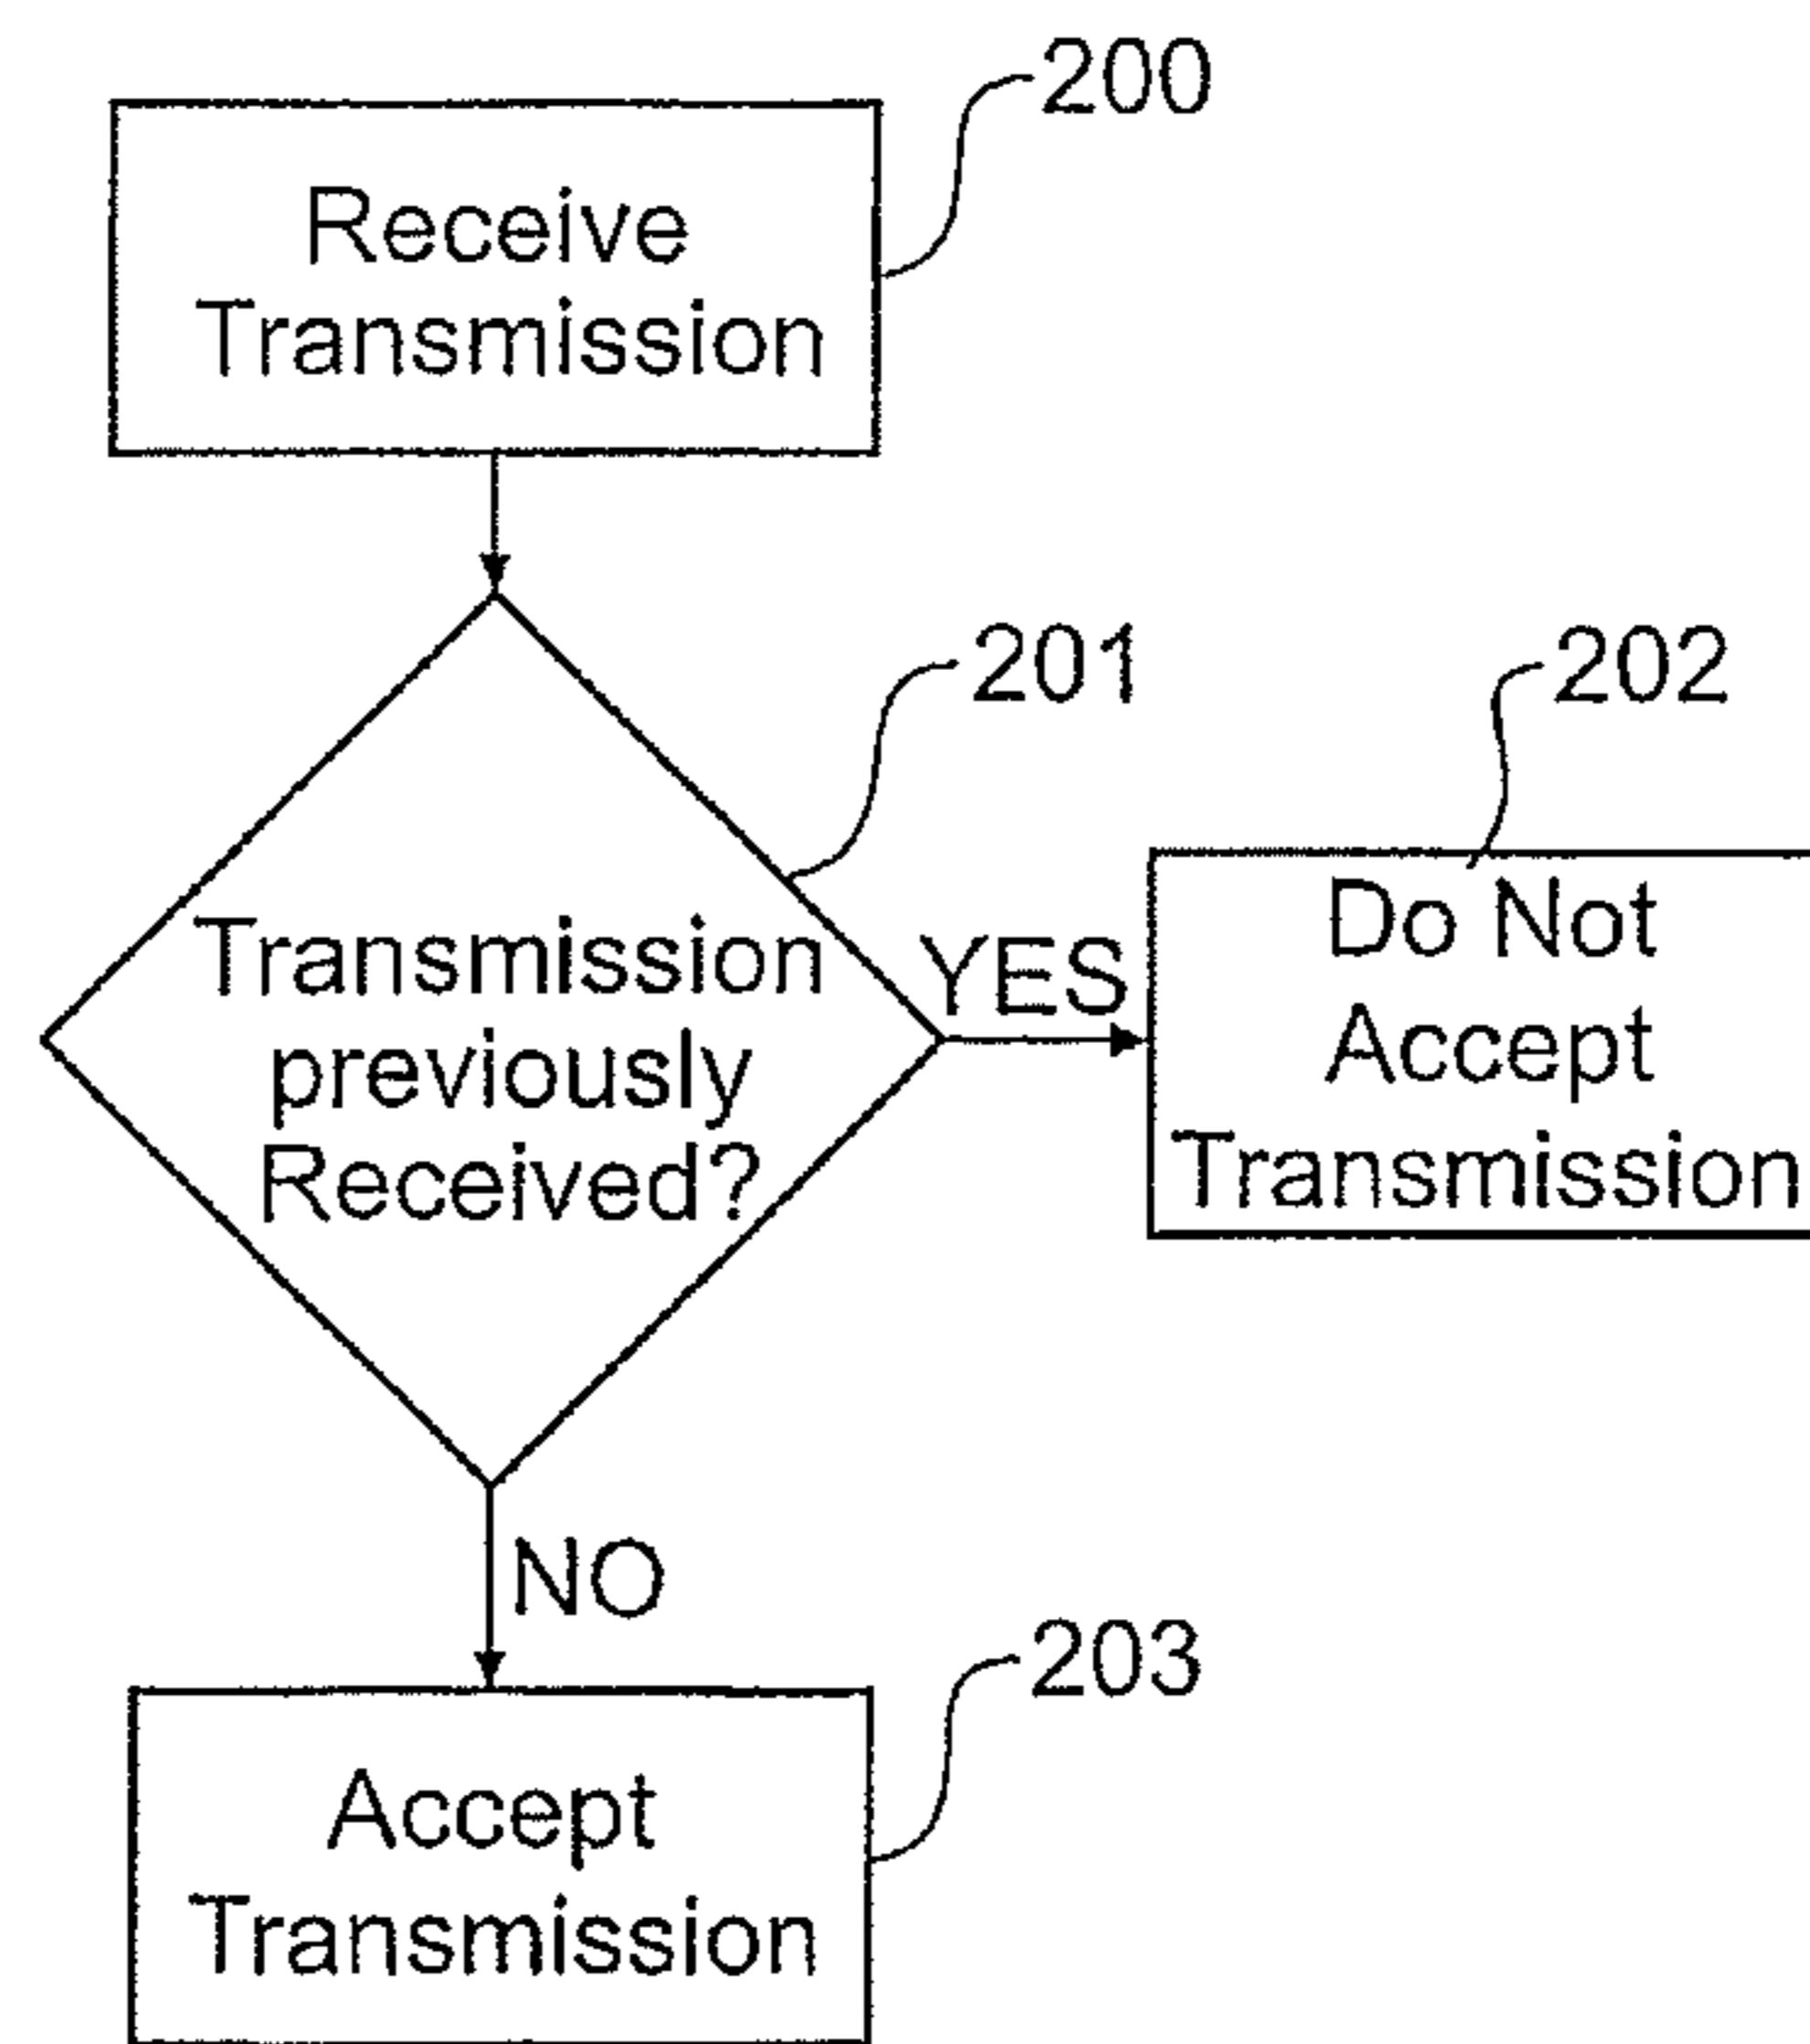 200
Receive
Transmission
201
202
Transmission
previously
Received?
YES
Do Not
Accept
Transmission
NO
203
Accept
Transmission